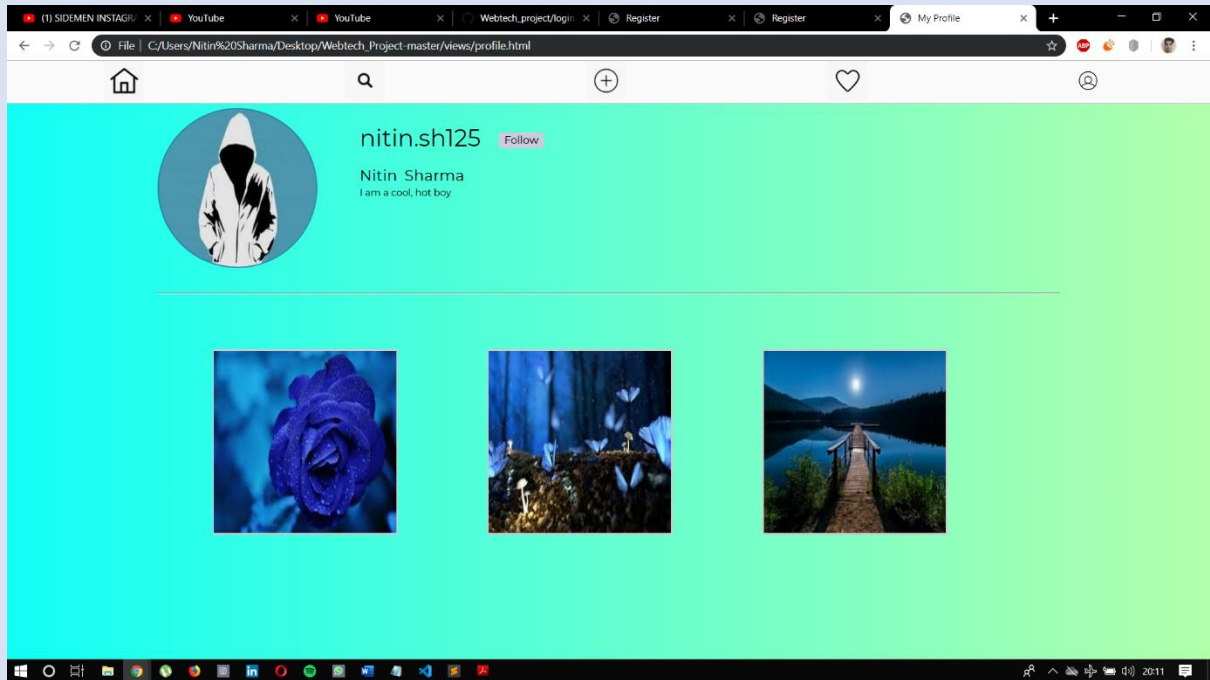 (1) SIDEMEN INSTAGRA
YouTube
YouTube
Webtech_project/login.
Register
Register
My Profile
File | C:/Users/Nitin%20Sharma/Desktop/Webtech_Project-master/views/profile.html
ABP
nitin.sh125 Follow
Nitin Sharma
I am a cool, hot boy
20:11